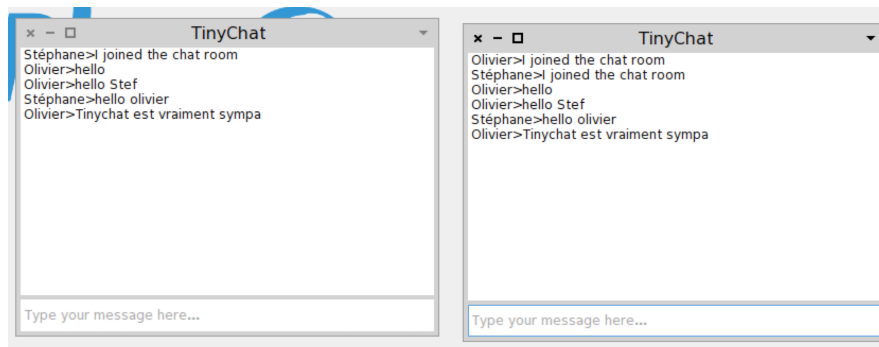 TinyChat
Stéphane>I joined the chat room
Olivier>hello
Olivier>hello Stef
Stéphane>hello olivier
Olivier>Tinychat est vraiment sympa
Type your message here...
TinyChat
Olivier>I joined the chat room
Stéphane>I joined the chat room
Olivier>hello
Olivier>hello Stef
Stéphane>hello olivier
Olivier>Tinychat est vraiment sympa
Type your message here...